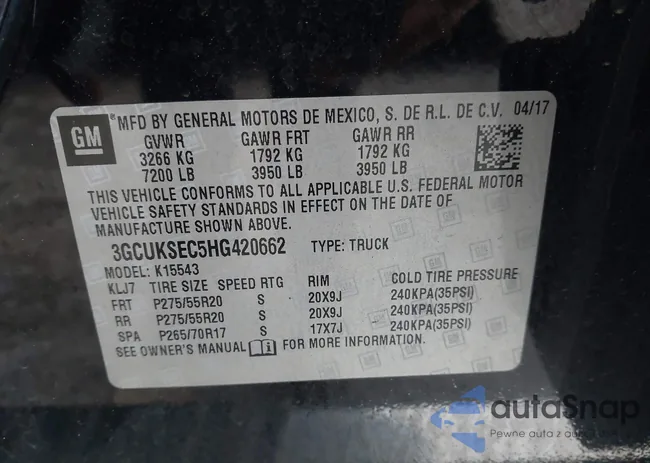 GM *MFD BY GENERAL MOTORS DE MEXICO, S. DE R.L. DE C.V. 04/17
GVWR GAWR FRT GAWR RR
3266 KG 1792 KG 1792 KG
7200 LB 3950 LB 3950 LB
THIS VEHICLE CONFORMS TO ALL APPLICABLE U.S. FEDERAL MOTOR
VEHICLE SAFETY STANDARDS IN EFFECT ON THE DATE OF
MANUFACTURE SHOWN ABOVE.
3GCUKSEC5HG420662 TYPE: TRUCK
MODEL: K15543
KLJ7 TIRE SIZE SPEED RTG RIM COLD TIRE PRESSURE
FRT P275/55R20 S 20X9J 240KPA(35PSI)
RR P275/55R20 S 20X9J 240KPA(35PSI)
SPA P265/70R17 S 17X7J 240KPA(35PSI)
SEE OWNER'S MANUAL FOR MORE INFORMATION.
autaSnap
Pewne auta z aukcji